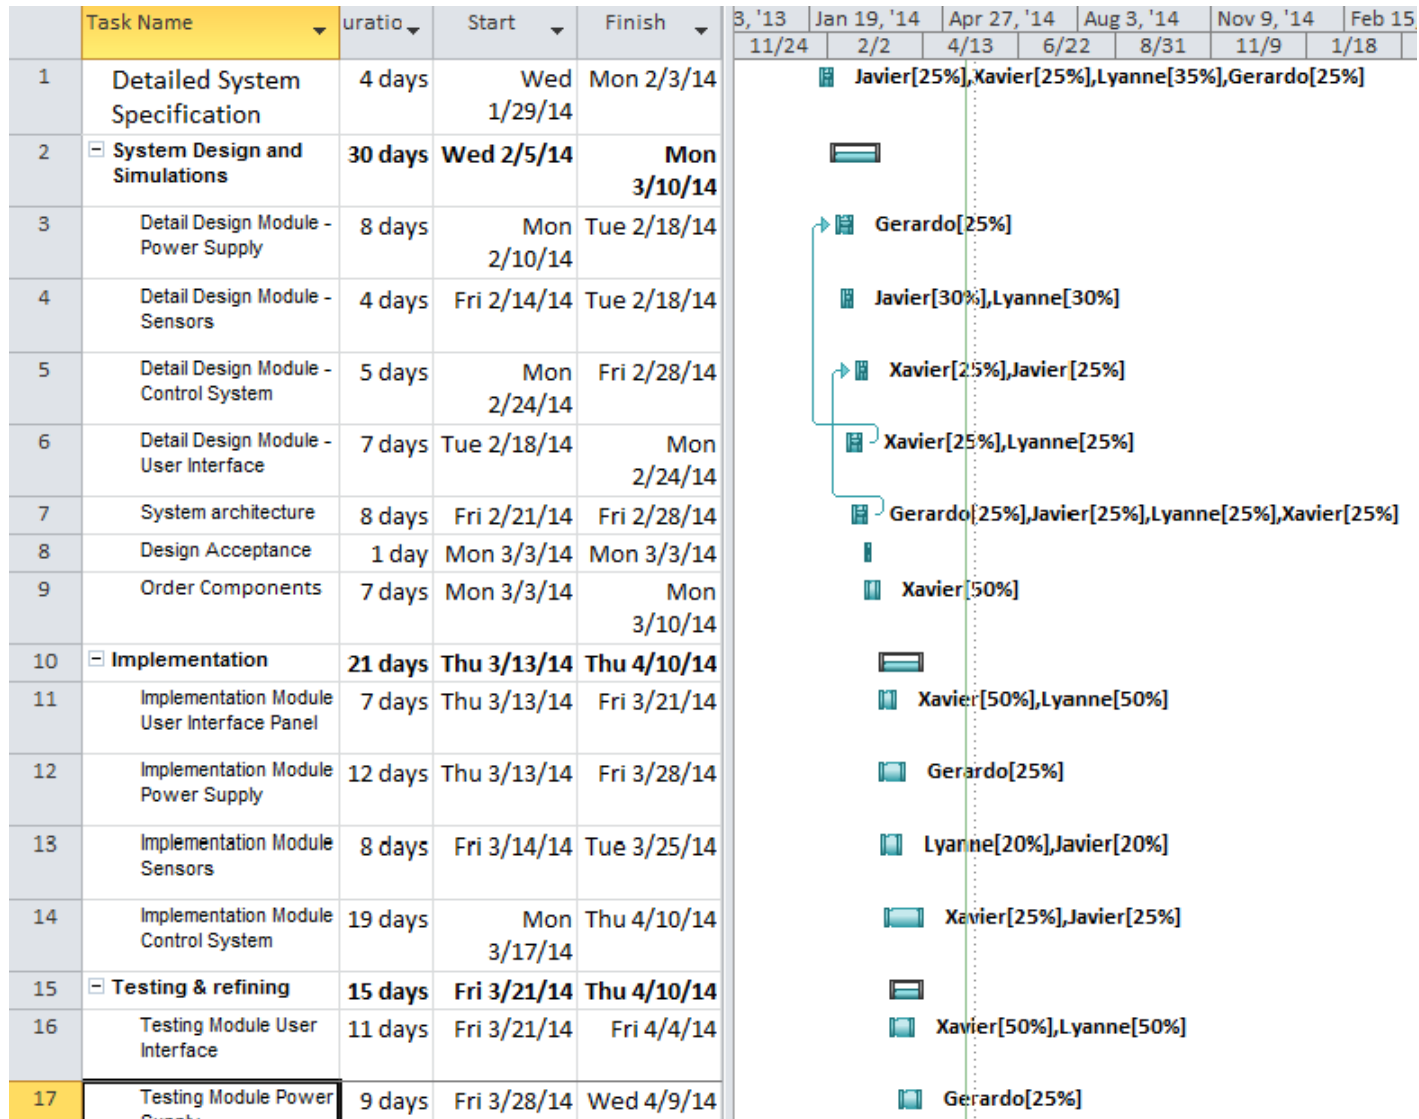 Task Name uratio Start Finish 3, '13 Jan 19, '14 Apr 27, '14 Aug 3, '14 Nov 9, '14 Feb 15,
11/24 2/2 4/13 6/22 8/31 11/9 1/18
1 Detailed System 4 days Wed Mon 2/3/14 Javier[25%],Xavier[25%],Lyanne[35%],Gerardo[25%]
Specification 1/29/14
2 System Design and 30 days Wed 2/5/14 Mon
Simulations 3/10/14
3 Detail Design Module - 8 days Mon Tue 2/18/14 Gerardo[25%]
Power Supply 2/10/14
4 Detail Design Module - 4 days Fri 2/14/14 Tue 2/18/14 Javier[30%],Lyanne[30%]
Sensors
5 Detail Design Module - 5 days Mon Fri 2/28/14 Xavier[25%],Javier[25%]
Control System 2/24/14
6 Detail Design Module - 7 days Tue 2/18/14 Mon Xavier[25%],Lyanne[25%]
User Interface 2/24/14
7 System architecture 8 days Fri 2/21/14 Fri 2/28/14 Gerardo[25%],Javier[25%],Lyanne[25%],Xavier[25%]
8 Design Acceptance 1 day Mon 3/3/14 Mon 3/3/14
9 Order Components 7 days Mon 3/3/14 Mon Xavier[50%]
3/10/14
10 Implementation 21 days Thu 3/13/14 Thu 4/10/14
11 Implementation Module 7 days Thu 3/13/14 Fri 3/21/14 Xavier[50%],Lyanne[50%]
User Interface Panel
12 Implementation Module 12 days Thu 3/13/14 Fri 3/28/14 Gerardo[25%]
Power Supply
13 Implementation Module 8 days Fri 3/14/14 Tue 3/25/14 Lyanne[20%],Javier[20%]
Sensors
14 Implementation Module 19 days Mon Thu 4/10/14 Xavier[25%],Javier[25%]
Control System 3/17/14
15 Testing & refining 15 days Fri 3/21/14 Thu 4/10/14
16 Testing Module User 11 days Fri 3/21/14 Fri 4/4/14 Xavier[50%],Lyanne[50%]
Interface
17 Testing Module Power 9 days Fri 3/28/14 Wed 4/9/14 Gerardo[25%]